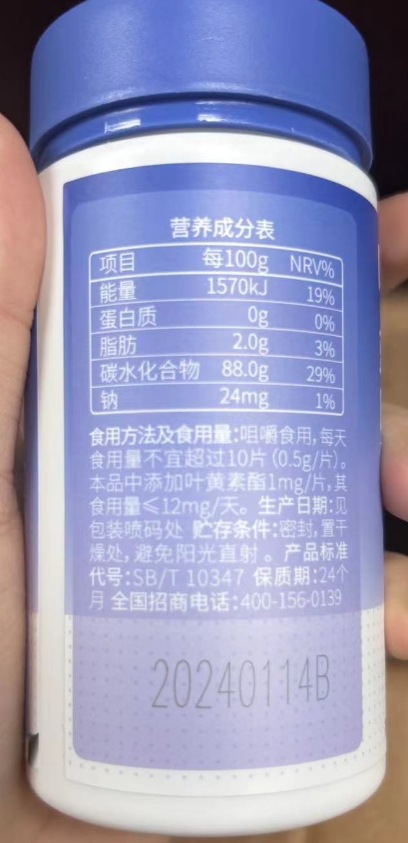 营养成分表
项目 每100g NRV%
能量 1570kJ 19%
蛋白质 0g 0%
脂肪 2.0g 3%
碳水化合物 88.0g 29%
钠 24mg 1%
食用方法及食用量:咀嚼食用,每天
食用量不宜超过10片(0.5g/片)。
本品中添加叶黄素酯1mg/片,其
食用量≤12mg/天。生产日期:见
包装喷码处 贮存条件:密封,置干
燥处,避免阳光直射。产品标准
代号:SB/T 10347 保质期:24个
月 全国招商电话:400-156-0139
20240114B